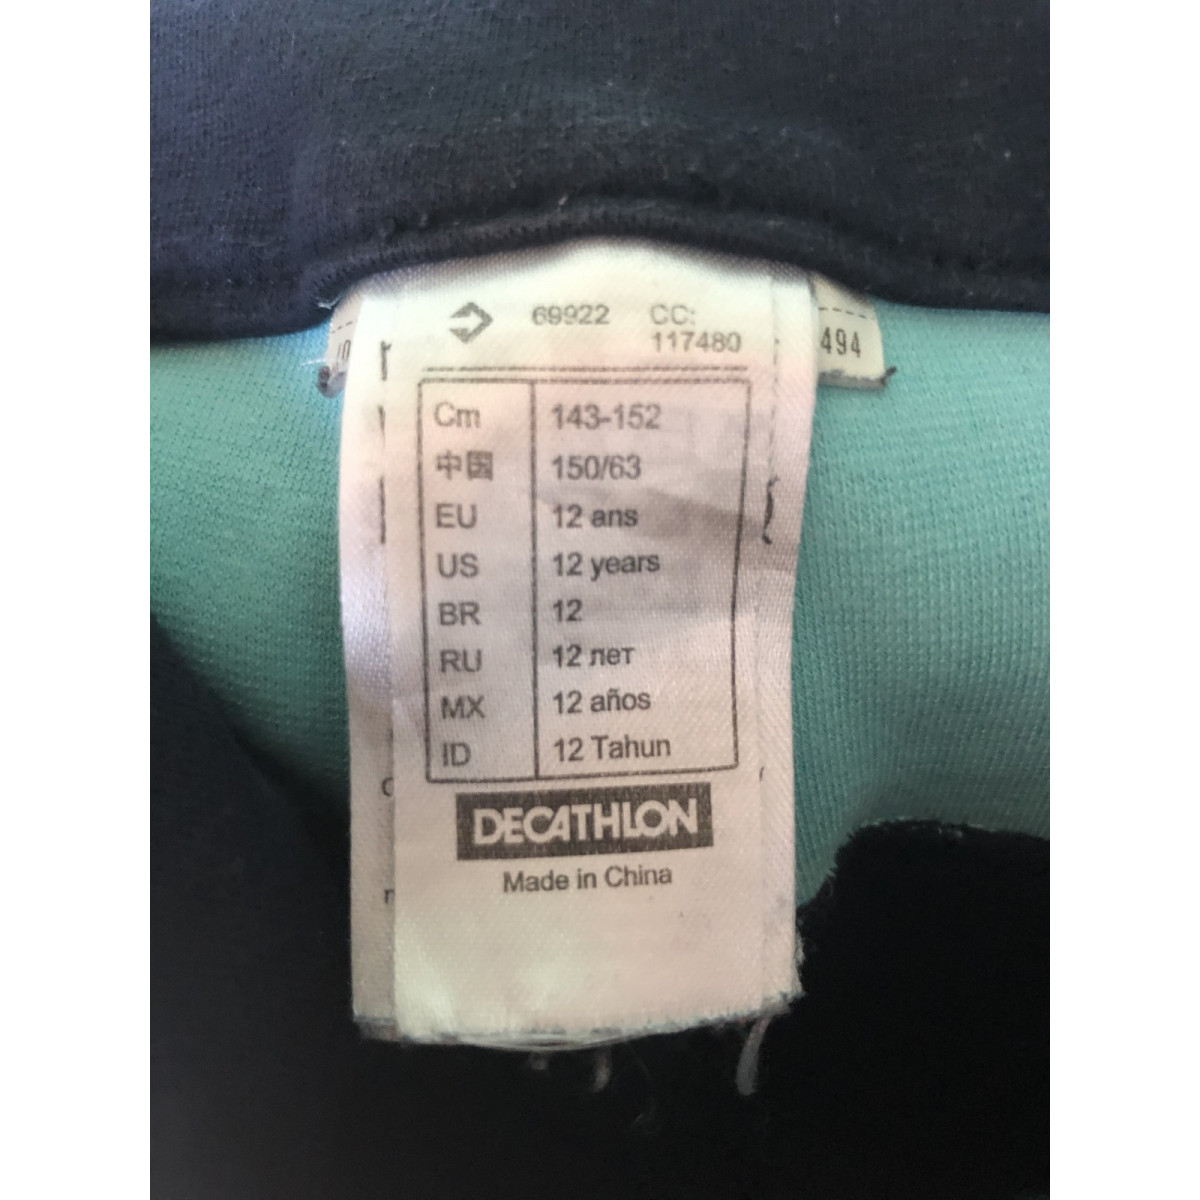 69922 CC:
117480
494
Cm 143-152
中国 150/63
EU 12 ans
US 12 years
BR 12
RU 12 лет
MX 12 años
ID 12 Tahun
DECATHLON
Made in China